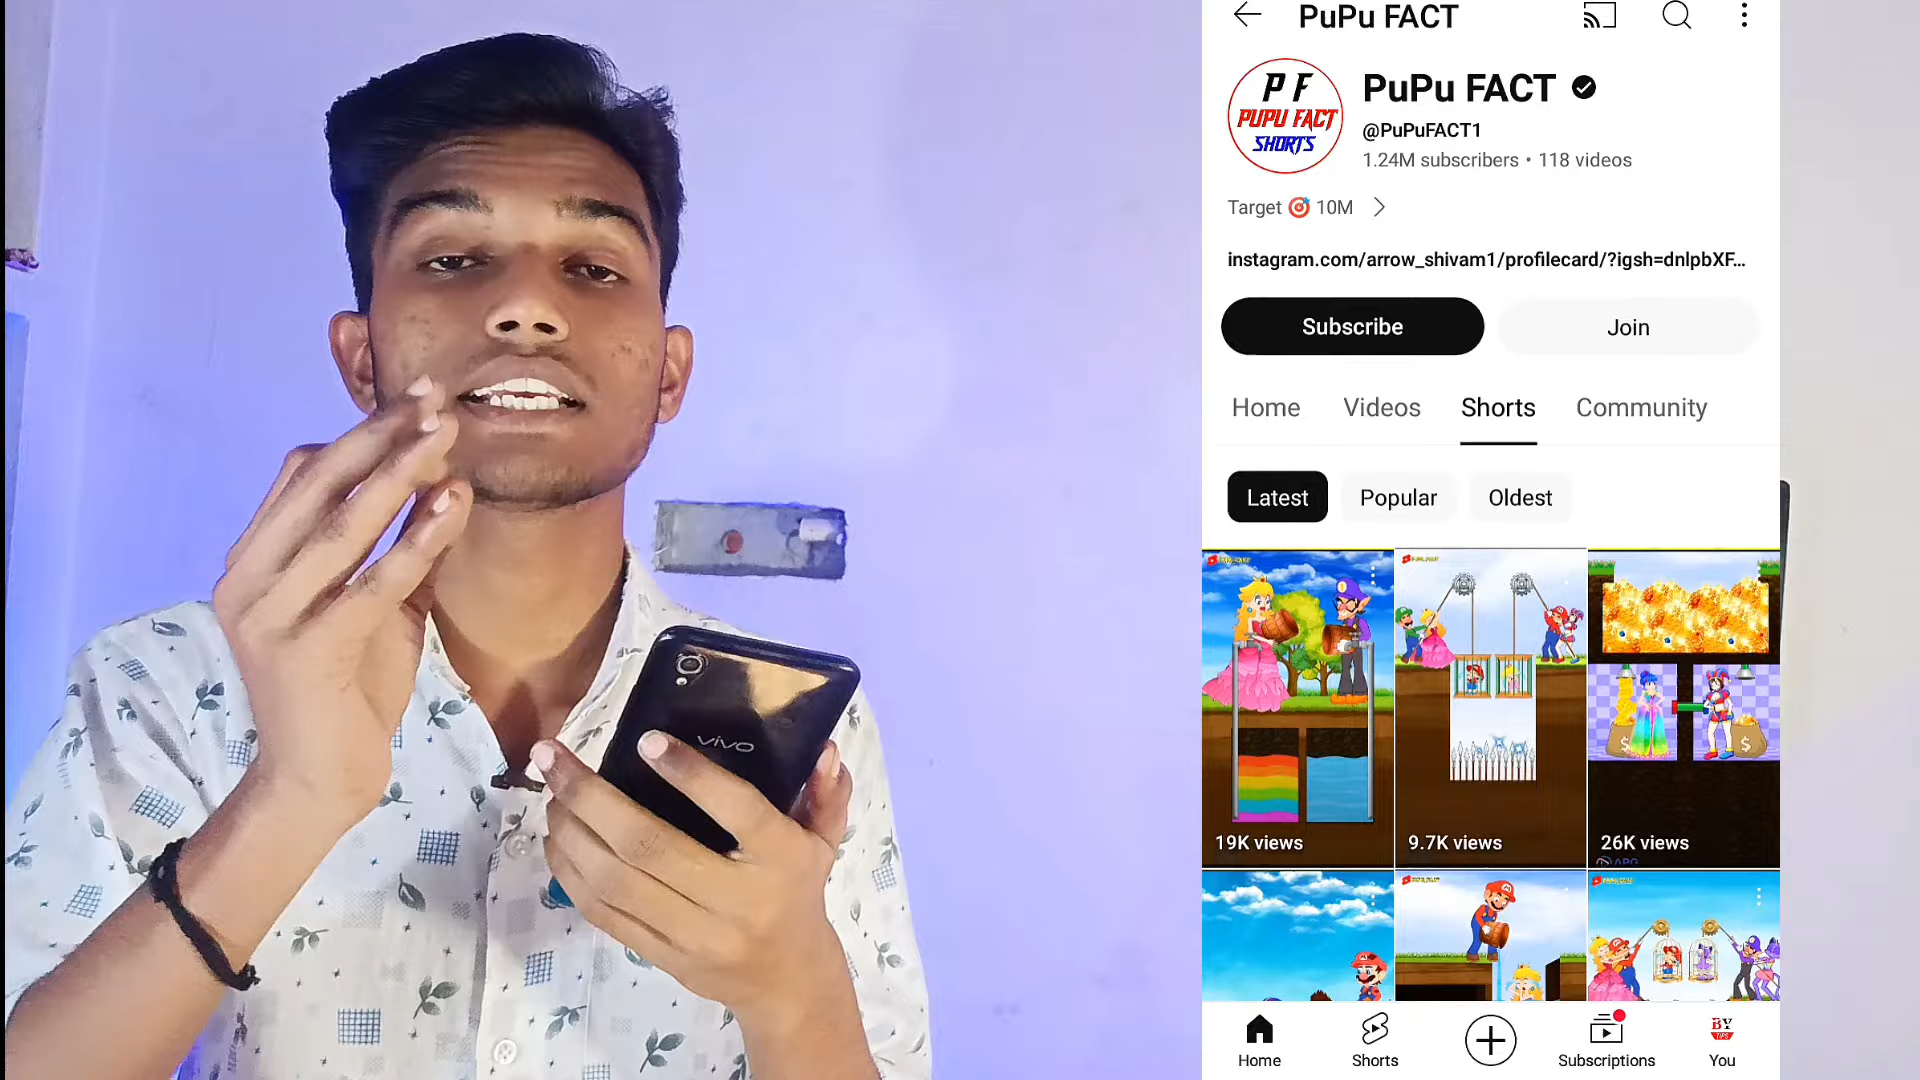 vivo
PuPu FACT
P F
PUPU FACT
SHORTS
PuPu FACT
@PuPuFACT1
1.24M subscribers • 118 videos
Target 🎯 10M
instagram.com/arrow_shivam1/profilecard/?igsh=dnlpbXF...
Subscribe
Join
Home
Videos
Shorts
Community
Latest
Popular
Oldest
19K views
9.7K views
26K views
Home
Shorts
Subscriptions
BY
TIPS
You